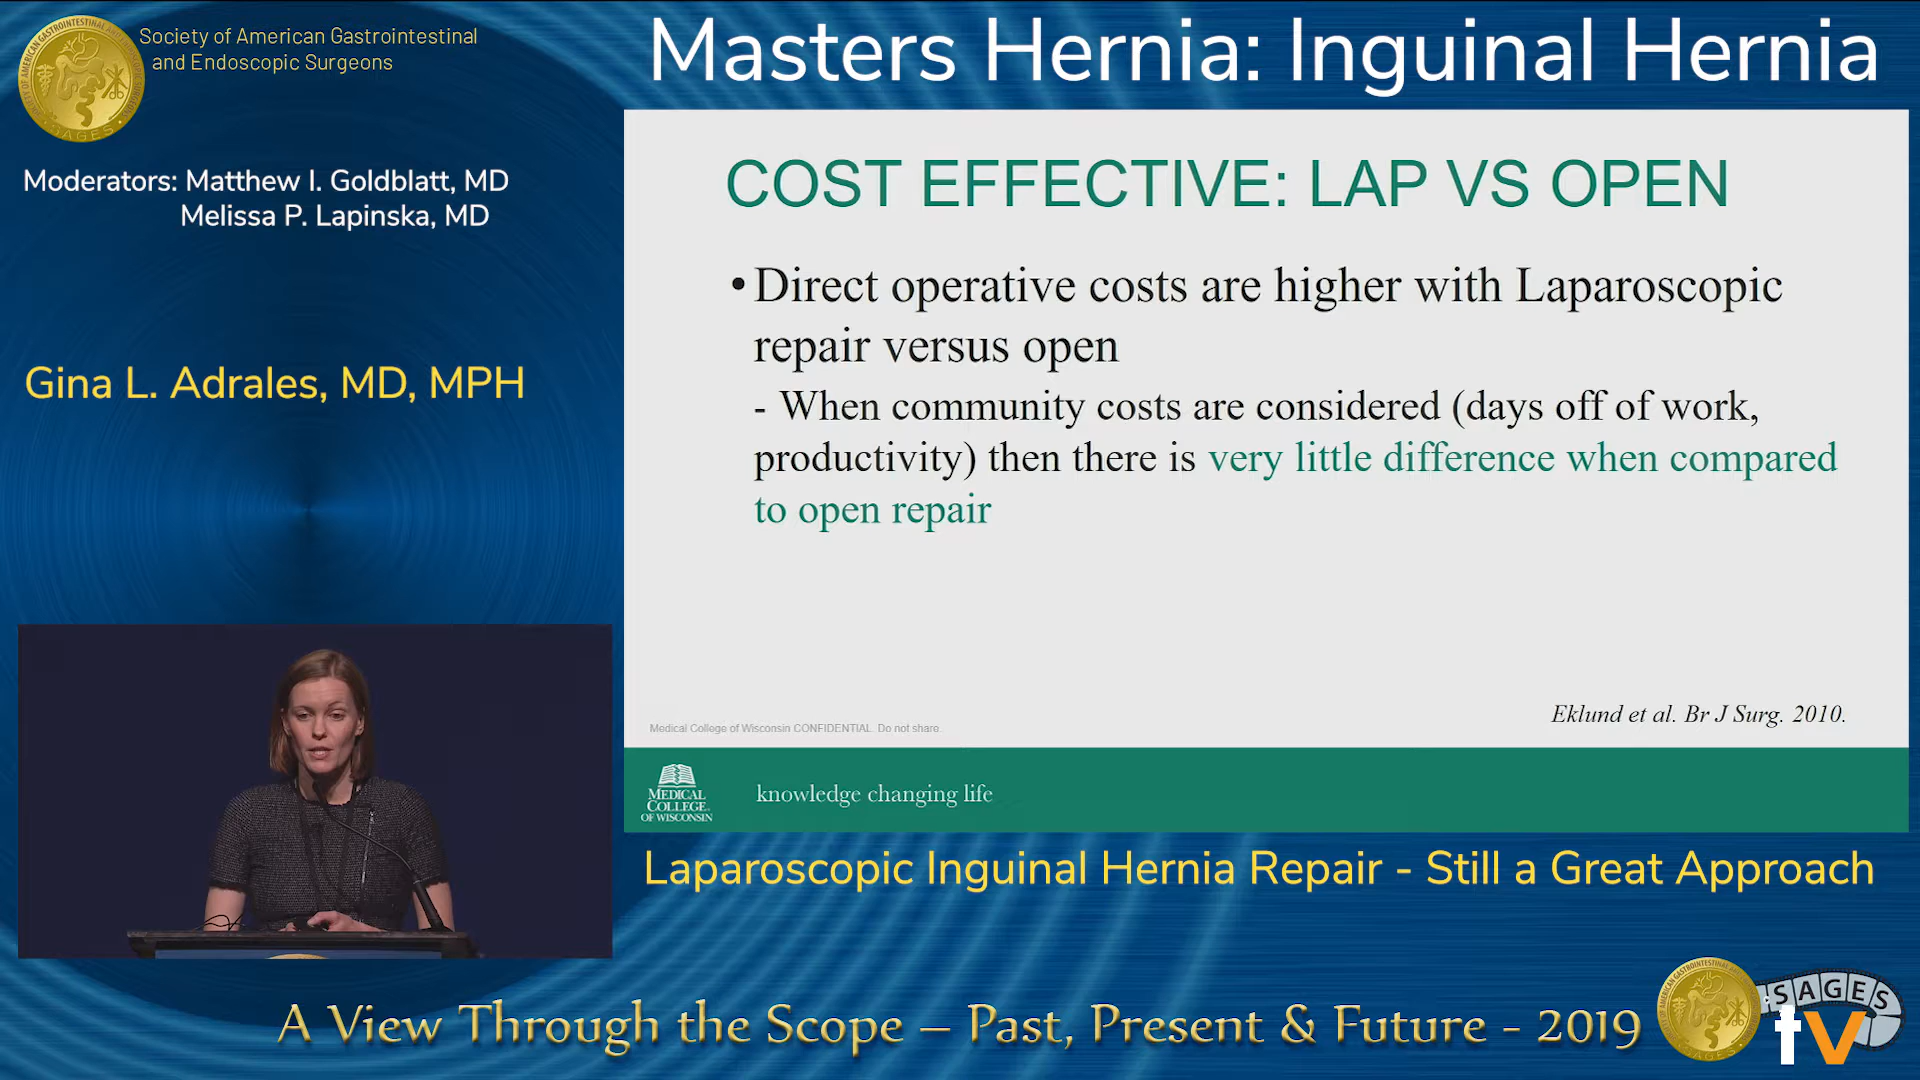 Society of American Gastrointestinal
and Endoscopic Surgeons
Masters Hernia: Inguinal Hernia
Moderators: Matthew I. Goldblatt, MD
Melissa P. Lapinska, MD
Gina L. Adrales, MD, MPH
COST EFFECTIVE: LAP VS OPEN
•Direct operative costs are higher with Laparoscopic
repair versus open
- When community costs are considered (days off of work,
productivity) then there is very little difference when compared
to open repair
Eklund et al. Br J Surg. 2010.
Medical College of Wisconsin CONFIDENTIAL. Do not share
MEDICAL
COLLEGE
OF WISCONSIN
knowledge changing life
Laparoscopic Inguinal Hernia Repair - Still a Great Approach
A View Through the Scope – Past, Present & Future - 2019
SAGES
tv